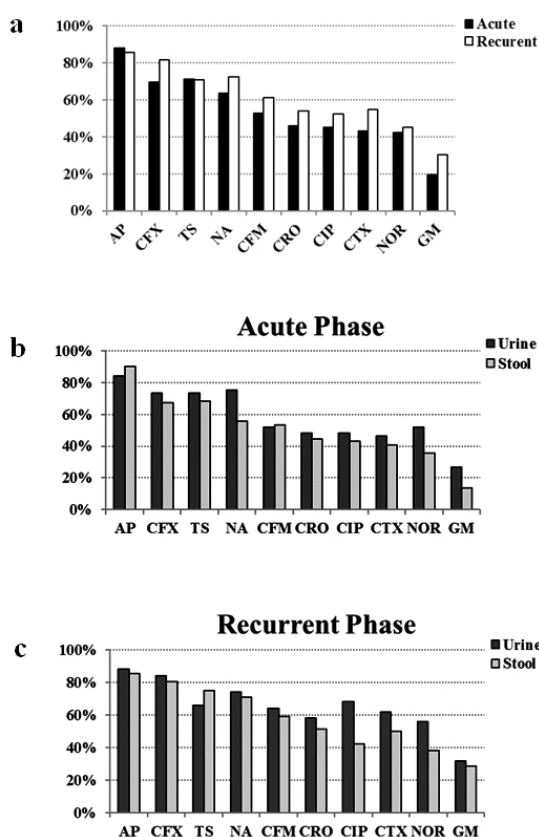 a
Acute
Recurent
100%
80%
60%
40%
20%
0%
AP CFX TS NA CFM CRO CIP CTX NOR GM
Acute Phase
b
Urine
Stool
100%
80%
60%
40%
20%
0%
AP CFX TS NA CFM CRO CIP CTX NOR GM
Recurrent Phase
c
Urine
Stool
100%
80%
60%
40%
20%
0%
AP CFX TS NA CFM CRO CIP CTX NOR GM